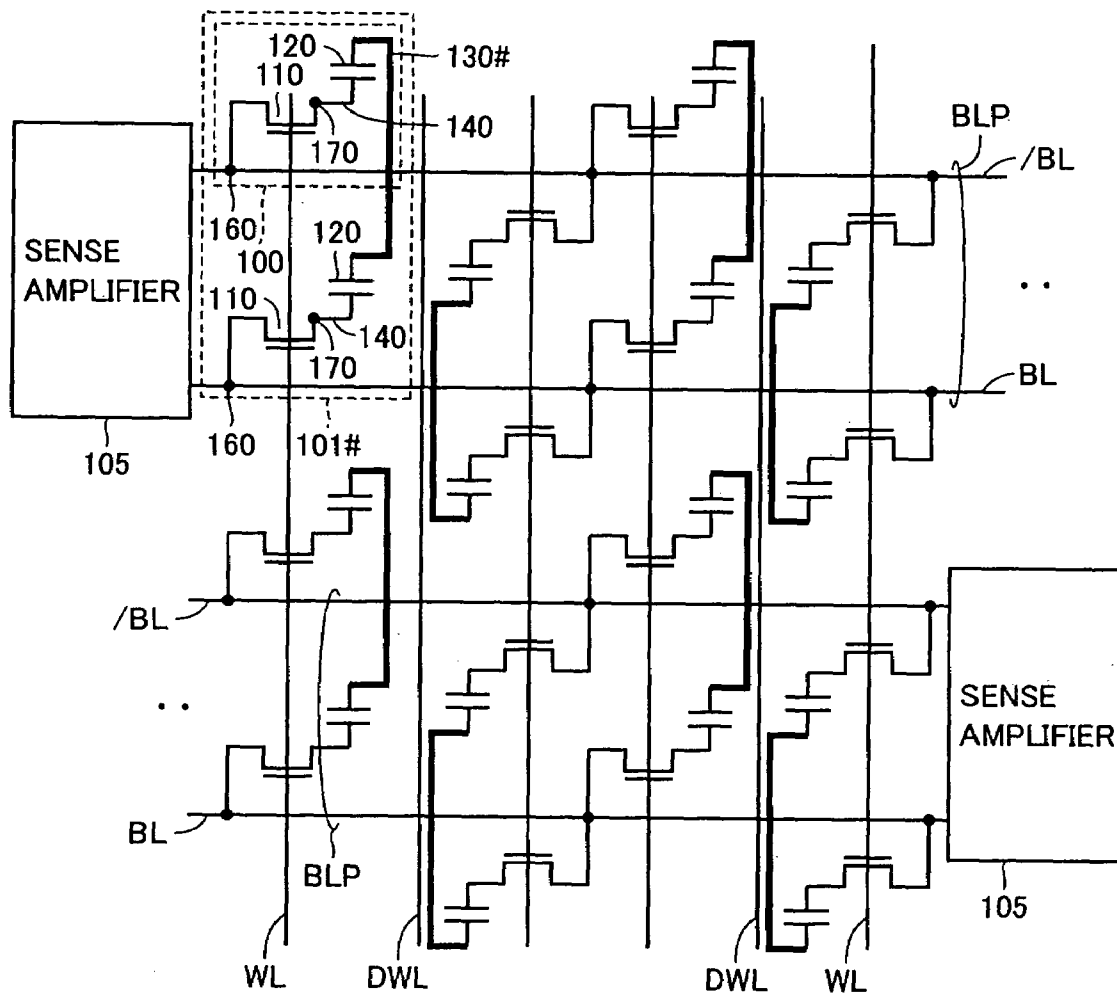 120
130#
110
140
170
BLP
/BL
160
100
120
SENSE
AMPLIFIER
110
140
170
BL
160
101#
105
/BL
SENSE
AMPLIFIER
BL
BLP
105
WL
DWL
DWL
WL